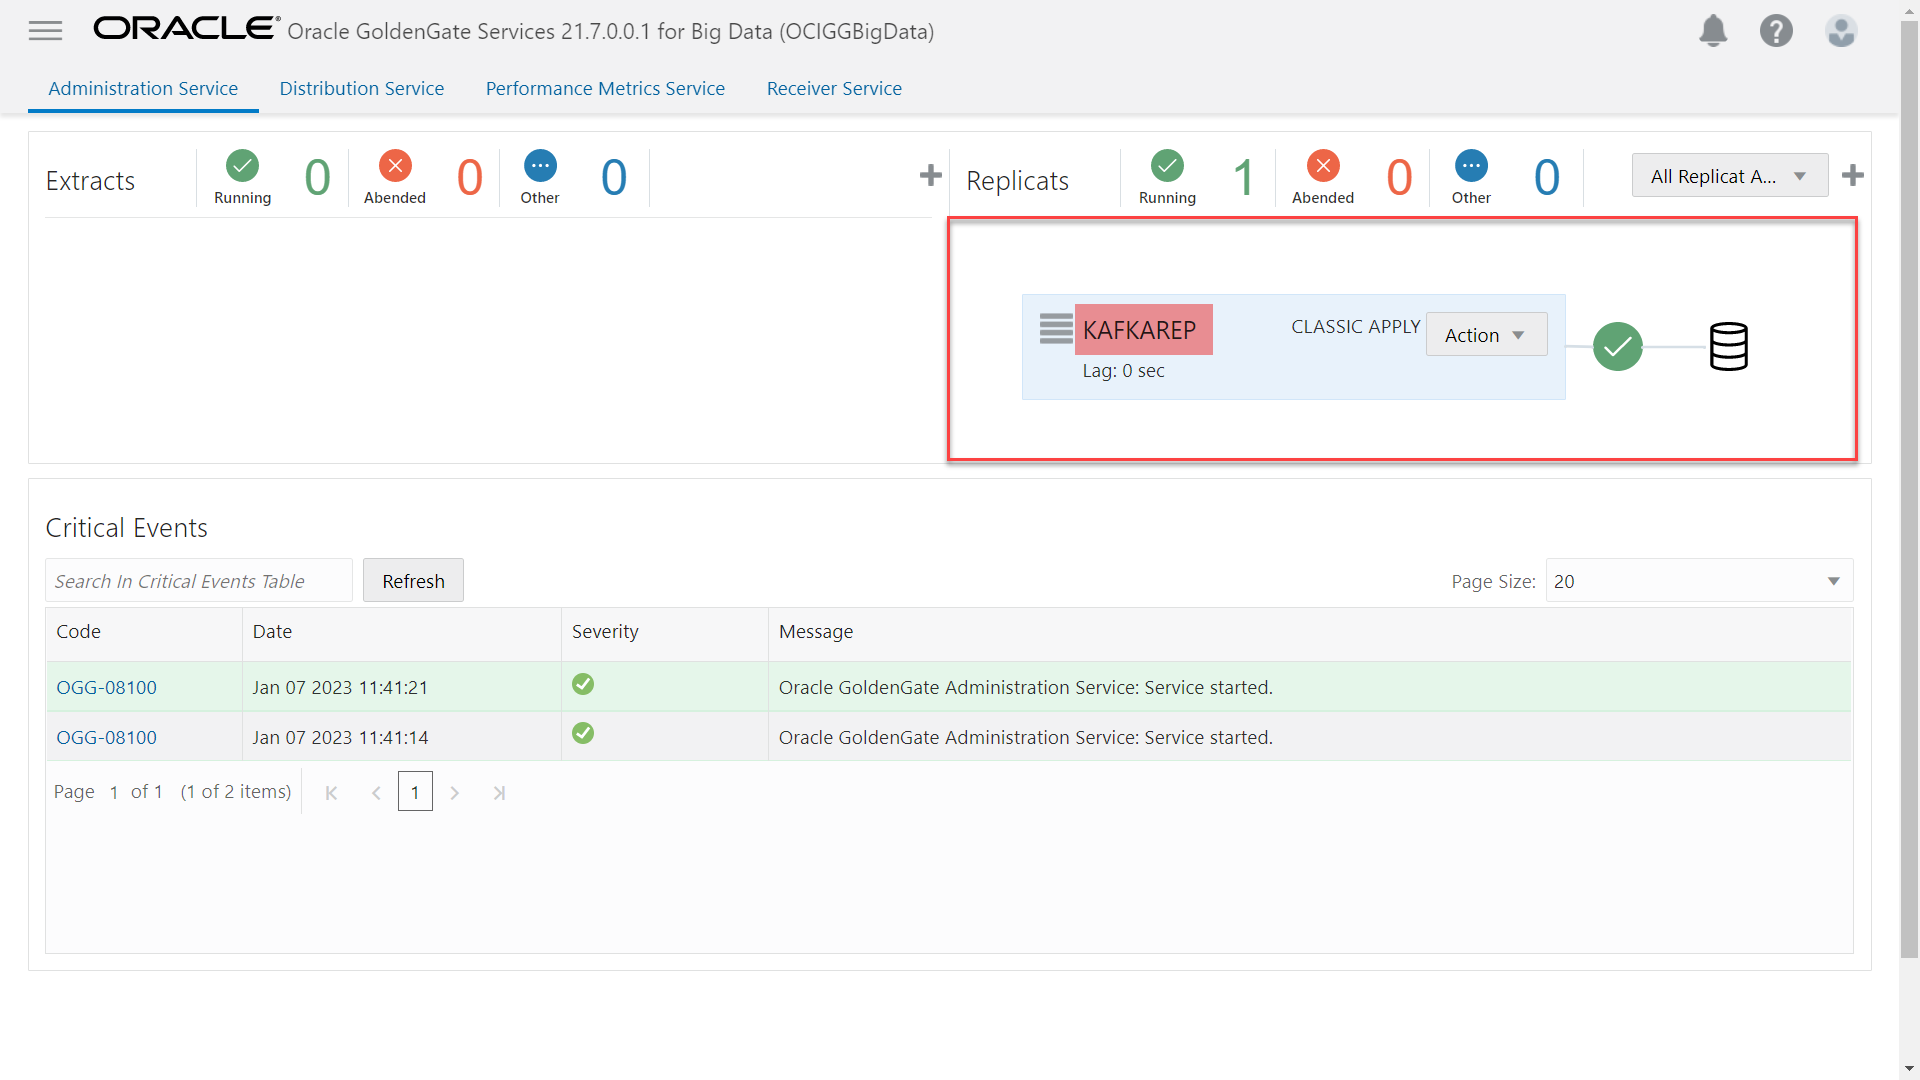 ORACLE® Oracle GoldenGate Services 21.7.0.0.1 for Big Data (OCIGGBigData)
Administration Service Distribution Service Performance Metrics Service Receiver Service
Extracts Running 0 Abended 0 Other 0
Replicats Running 1 Abended 0 Other 0 All Replicat A...
KAFKAREP CLASSIC APPLY Action
Lag: 0 sec
Critical Events
Search In Critical Events Table Refresh Page Size: 20
Code Date Severity Message
OGG-08100 Jan 07 2023 11:41:21 Oracle GoldenGate Administration Service: Service started.
OGG-08100 Jan 07 2023 11:41:14 Oracle GoldenGate Administration Service: Service started.
Page 1 of 1 (1 of 2 items) 1